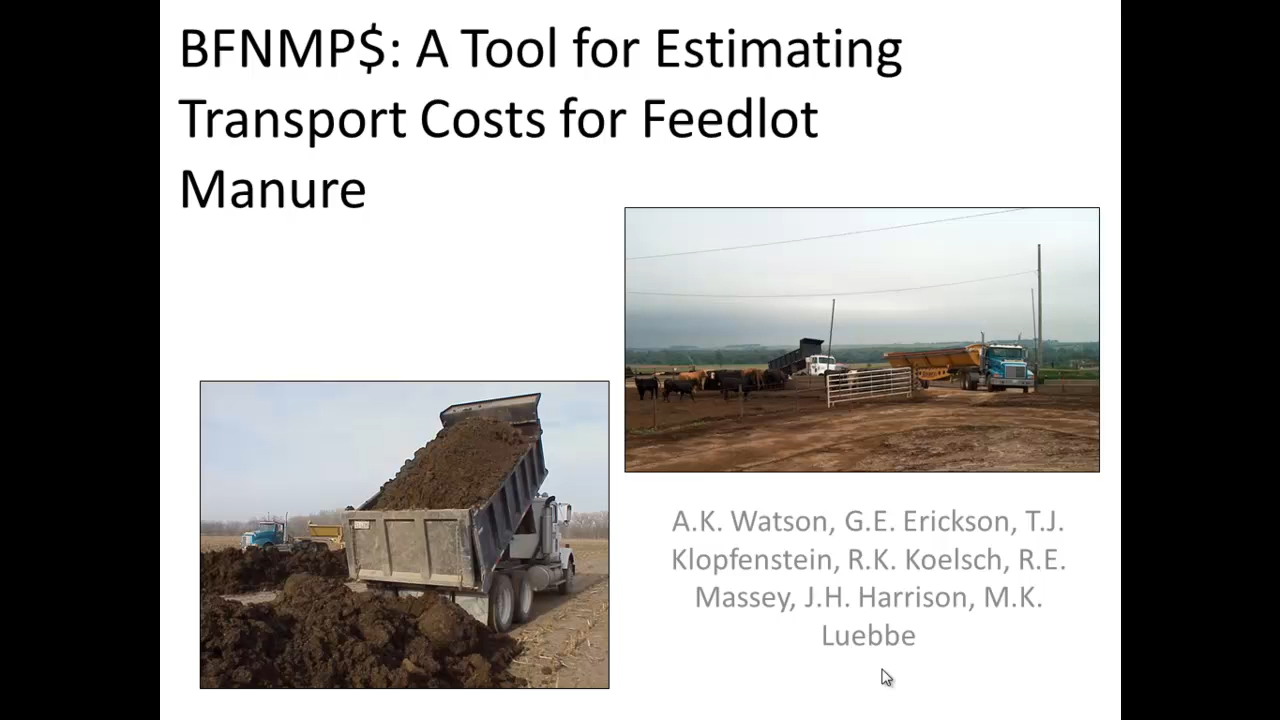 BFNMP$: A Tool for Estimating
Transport Costs for Feedlot
Manure
A.K. Watson, G.E. Erickson, T.J.
Klopfenstein, R.K. Koelsch, R.E.
Massey, J.H. Harrison, M.K.
Luebbe